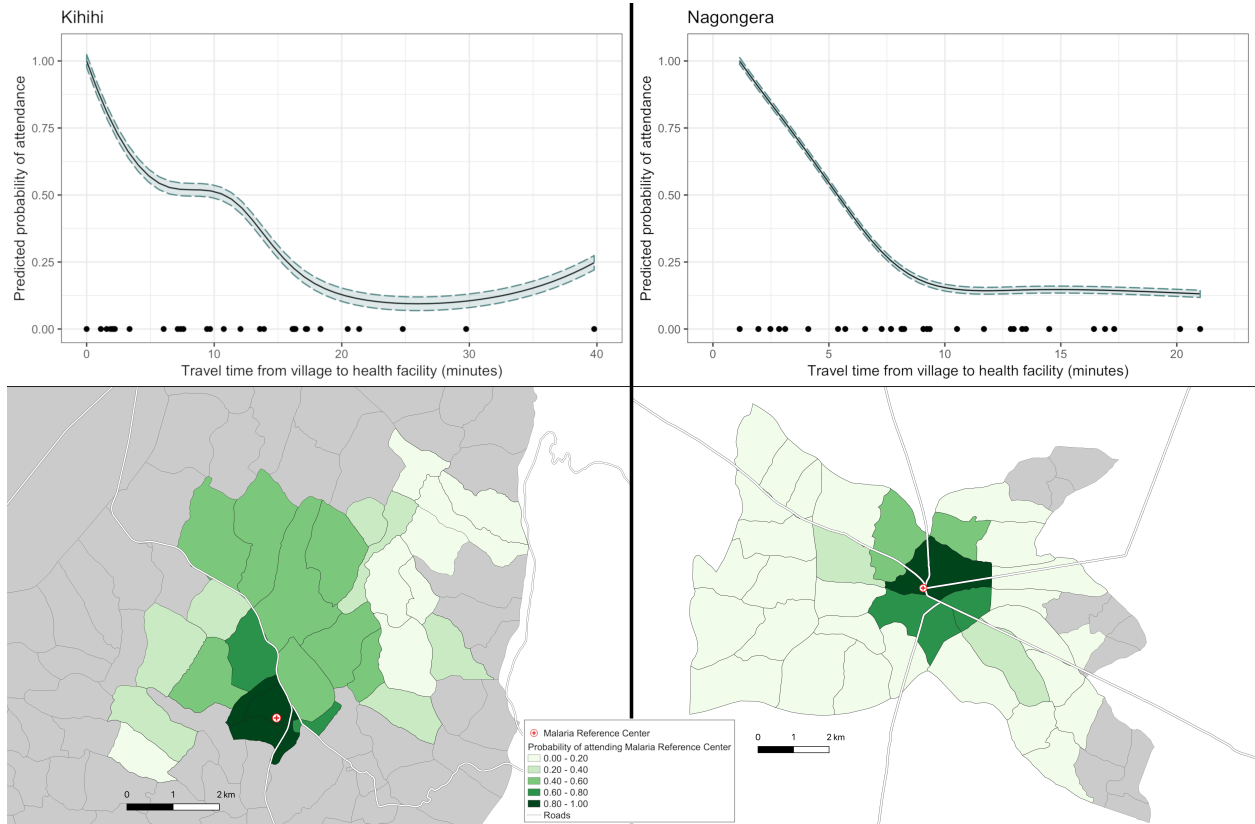 Kihihi
Predicted probability of attendance
1.00
0.75
0.50
0.25
0.00
0
10
20
30
40
Travel time from village to health facility (minutes)
Nagongera
Predicted probability of attendance
1.00
0.75
0.50
0.25
0.00
0
5
10
15
20
Travel time from village to health facility (minutes)
0 1 2 km
Malaria Reference Center
Probability of attending Malaria Reference Center
0.00 - 0.20
0.20 - 0.40
0.40 - 0.60
0.60 - 0.80
0.80 - 1.00
Roads
0 1 2 km